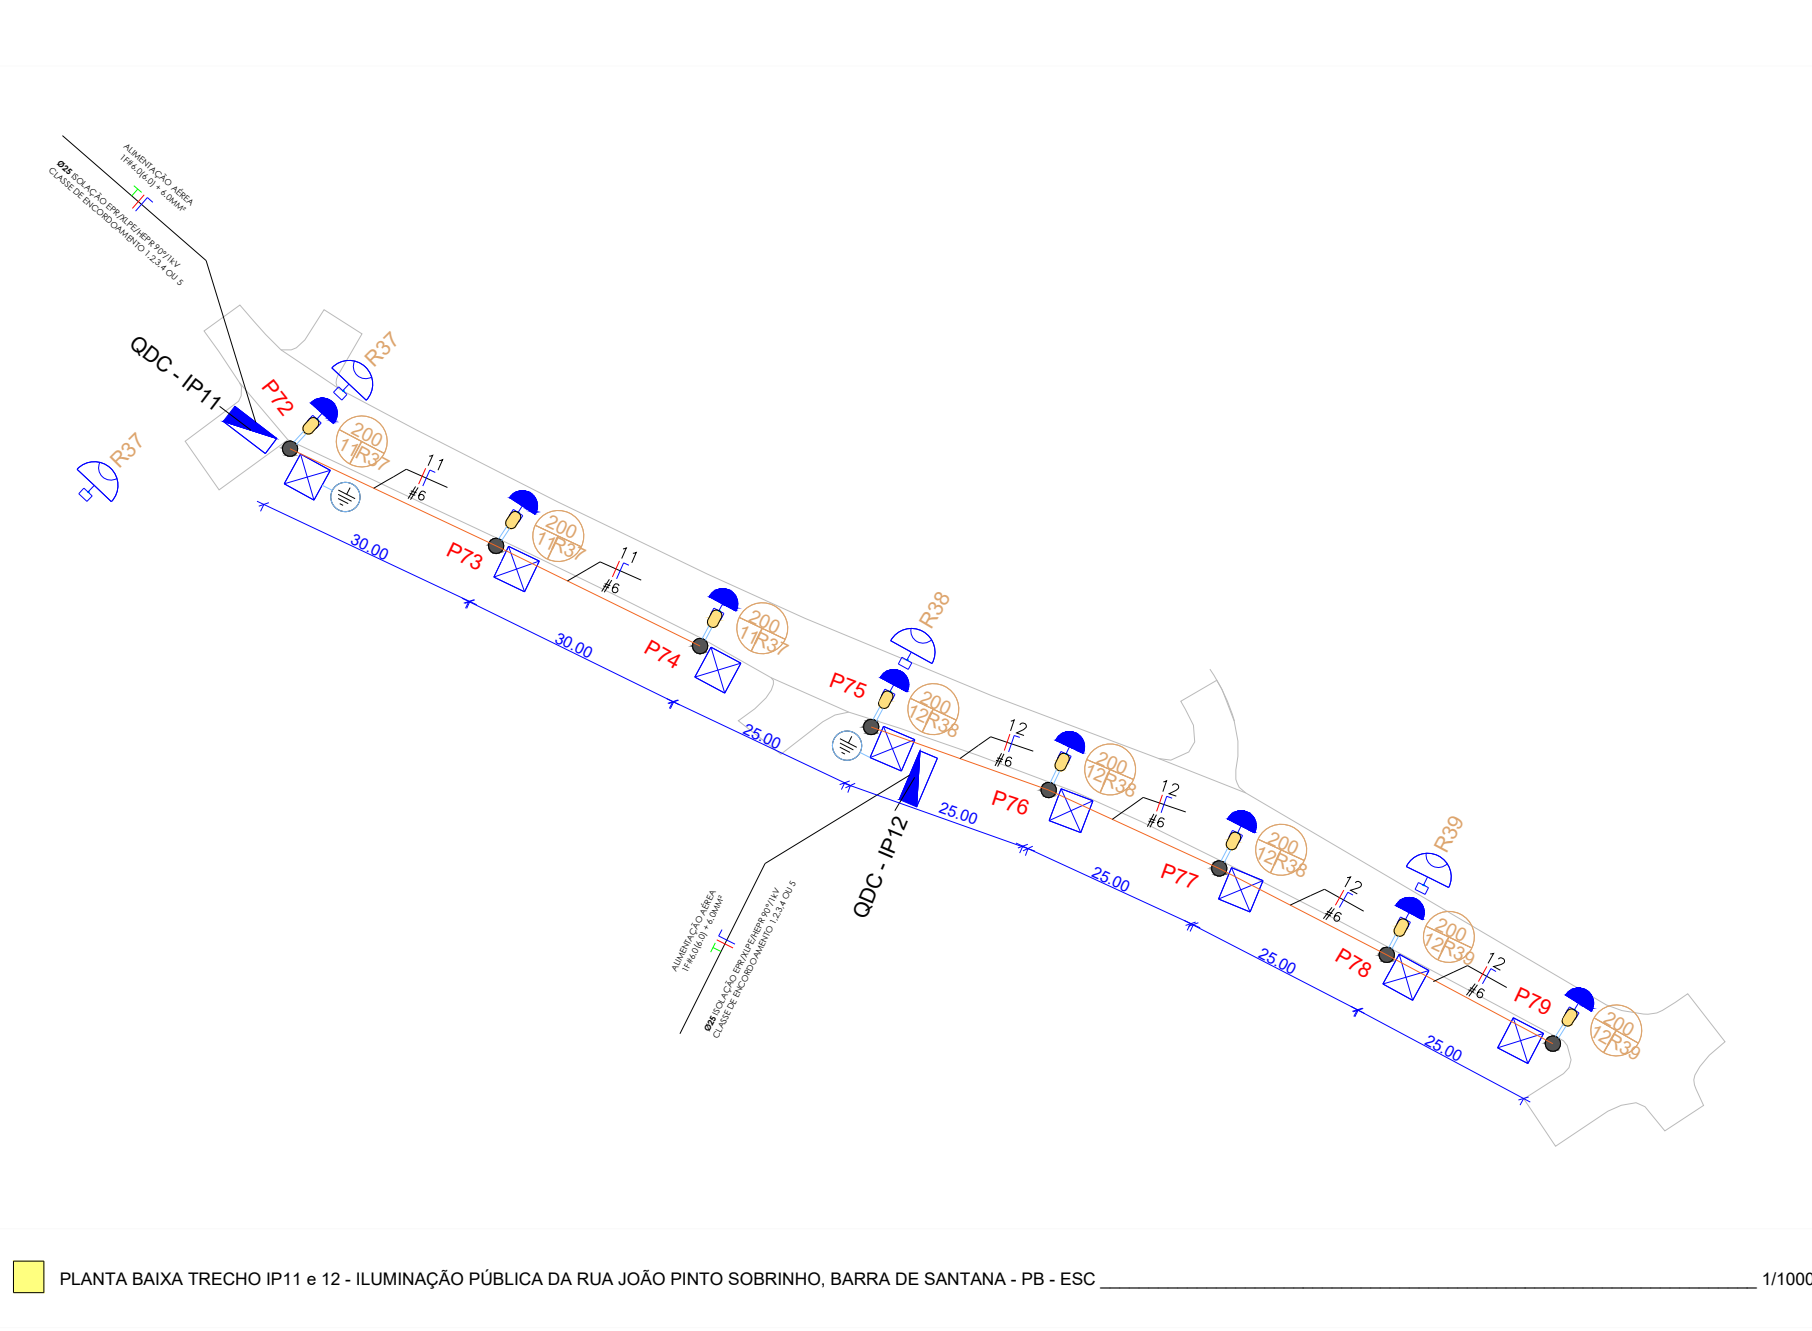 ALIMENTAÇÃO AÉREA
1F#6.0(6.0) + 6.0MM²
Ø25 ISOLAÇÃO EPR/XLPE/HEPR 90°/1kV
CLASSE DE ENCORDOAMENTO 1,2,3,4 OU 5
QDC - IP11
R37
R37
P72
200
11R37
11
#6
30.00
P73
200
11R37
11
#6
30.00
P74
200
11R37
25.00
R38
P75
200
12R38
12
#6
25.00
QDC - IP12
ALIMENTAÇÃO AÉREA
1F#6.0(6.0) + 6.0MM²
Ø25 ISOLAÇÃO EPR/XLPE/HEPR 90°/1kV
CLASSE DE ENCORDOAMENTO 1,2,3,4 OU 5
P76
200
12R38
12
#6
25.00
P77
200
12R38
12
#6
25.00
R39
P78
200
12R39
12
#6
25.00
P79
200
12R39
PLANTA BAIXA TRECHO IP11 e 12 - ILUMINAÇÃO PÚBLICA DA RUA JOÃO PINTO SOBRINHO, BARRA DE SANTANA - PB - ESC 1/1000